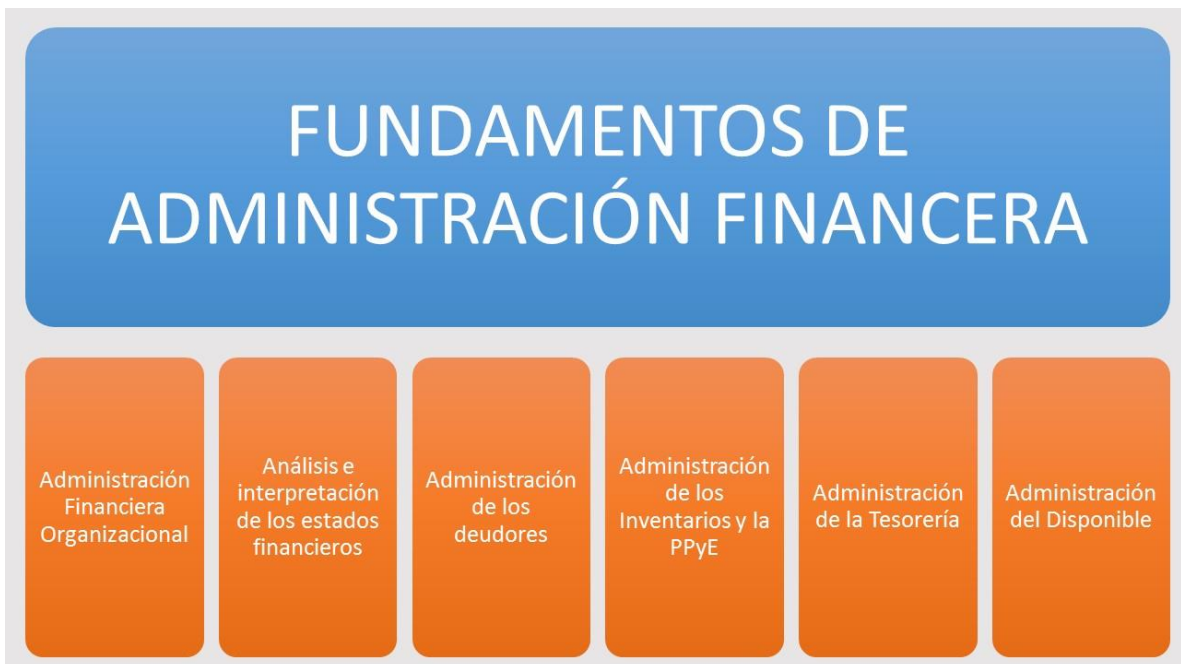 FUNDAMENTOS DE
ADMINISTRACIÓN FINANCERA
Administración
Financiera
Organizacional
Análisis e
interpretación
de los estados
financieros
Administración
de los
deudores
Administración
de los
Inventarios y la
PPyE
Administración
de la Tesorería
Administración
del Disponible